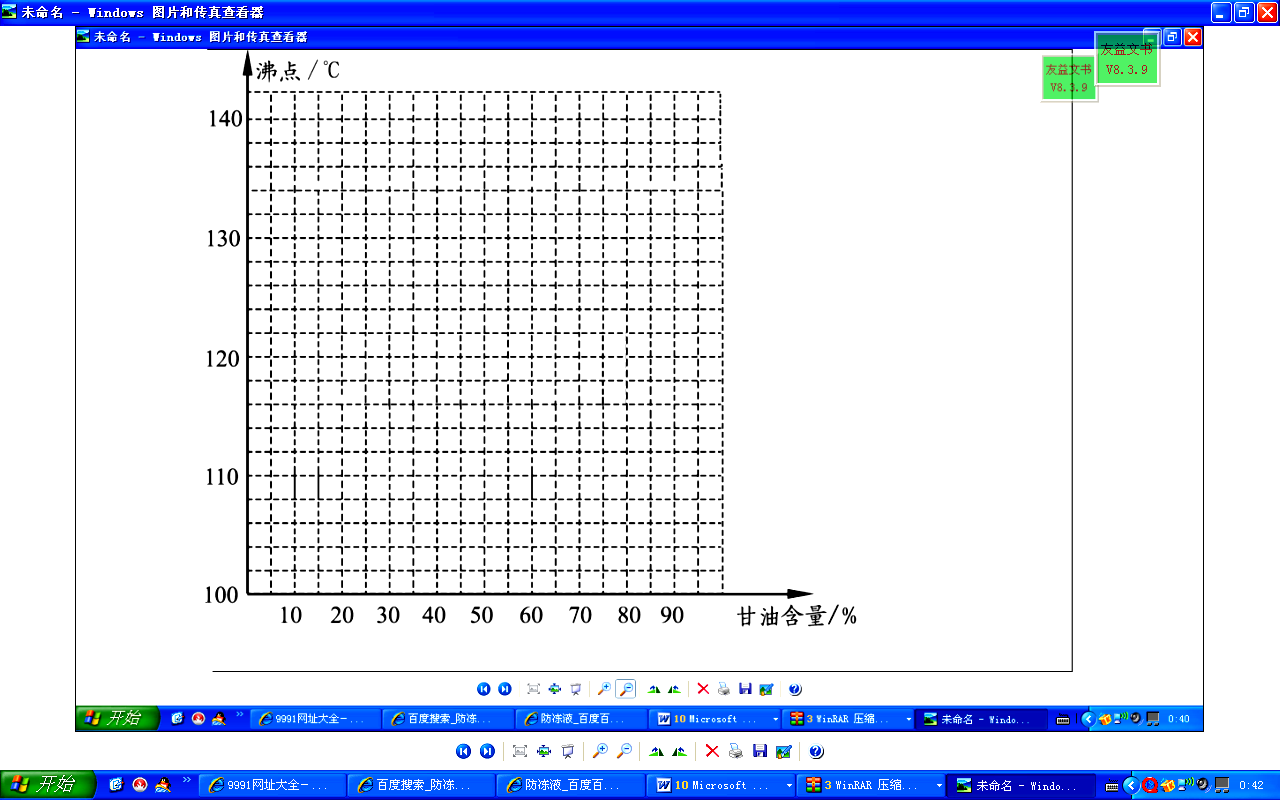 未命名 - Windows 图片和传真查看器
未命名 - Windows 图片和传真查看器
友益文书
V8.3.9
友益文书
V8.3.9
沸点/℃
140
130
120
110
100
10 20 30 40 50 60 70 80 90
甘油含量/%
开始
9991网址大全-...
百度搜索_防冻...
防冻液_百度百...
10 Microsoft ...
3 WinRAR 压缩...
未命名 - Windo...
0:40
开始
9991网址大全-...
百度搜索_防冻...
防冻液_百度百...
10 Microsoft ...
3 WinRAR 压缩...
未命名 - Windo...
0:42